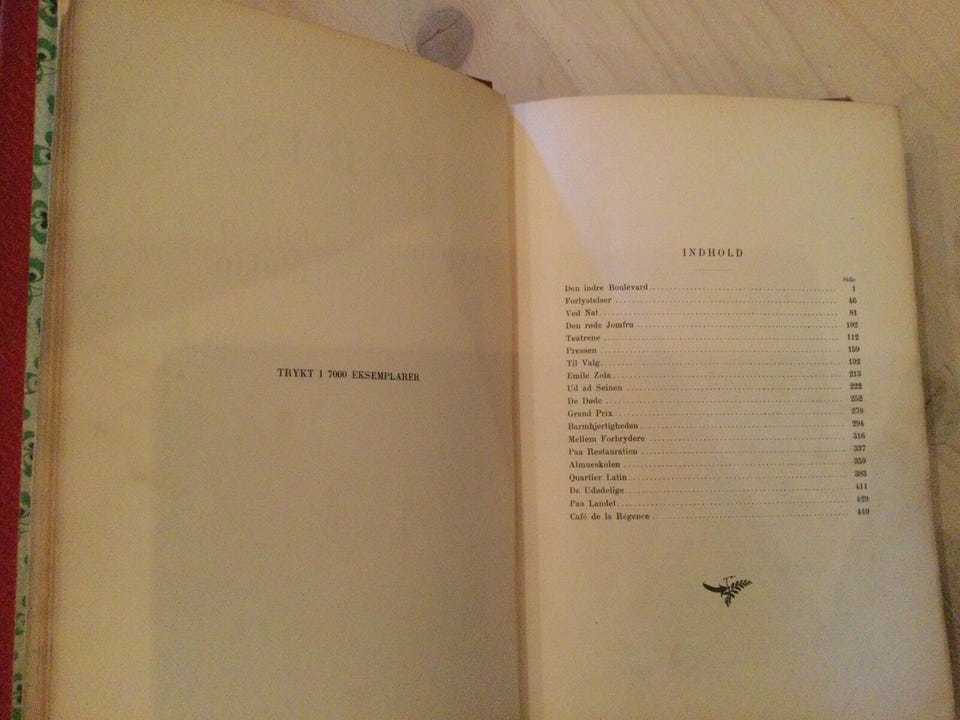 TRYKT I 7000 EKSEMPLARER
INDHOLD
Side
Den indre Boulevard 1
Forlystelser 46
Ved Nat 81
Den røde Jomfru 102
Teatrene 112
Pressen 159
Til Valg 192
Emile Zola 213
Ud ad Seinen 222
De Døde 252
Grand Prix 278
Barmhjertigheden 294
Mellem Forbrydere 316
Paa Restauration 337
Almueskolen 359
Quartier Latin 383
De Udødelige 411
Paa Landet 429
Café de la Régence 449